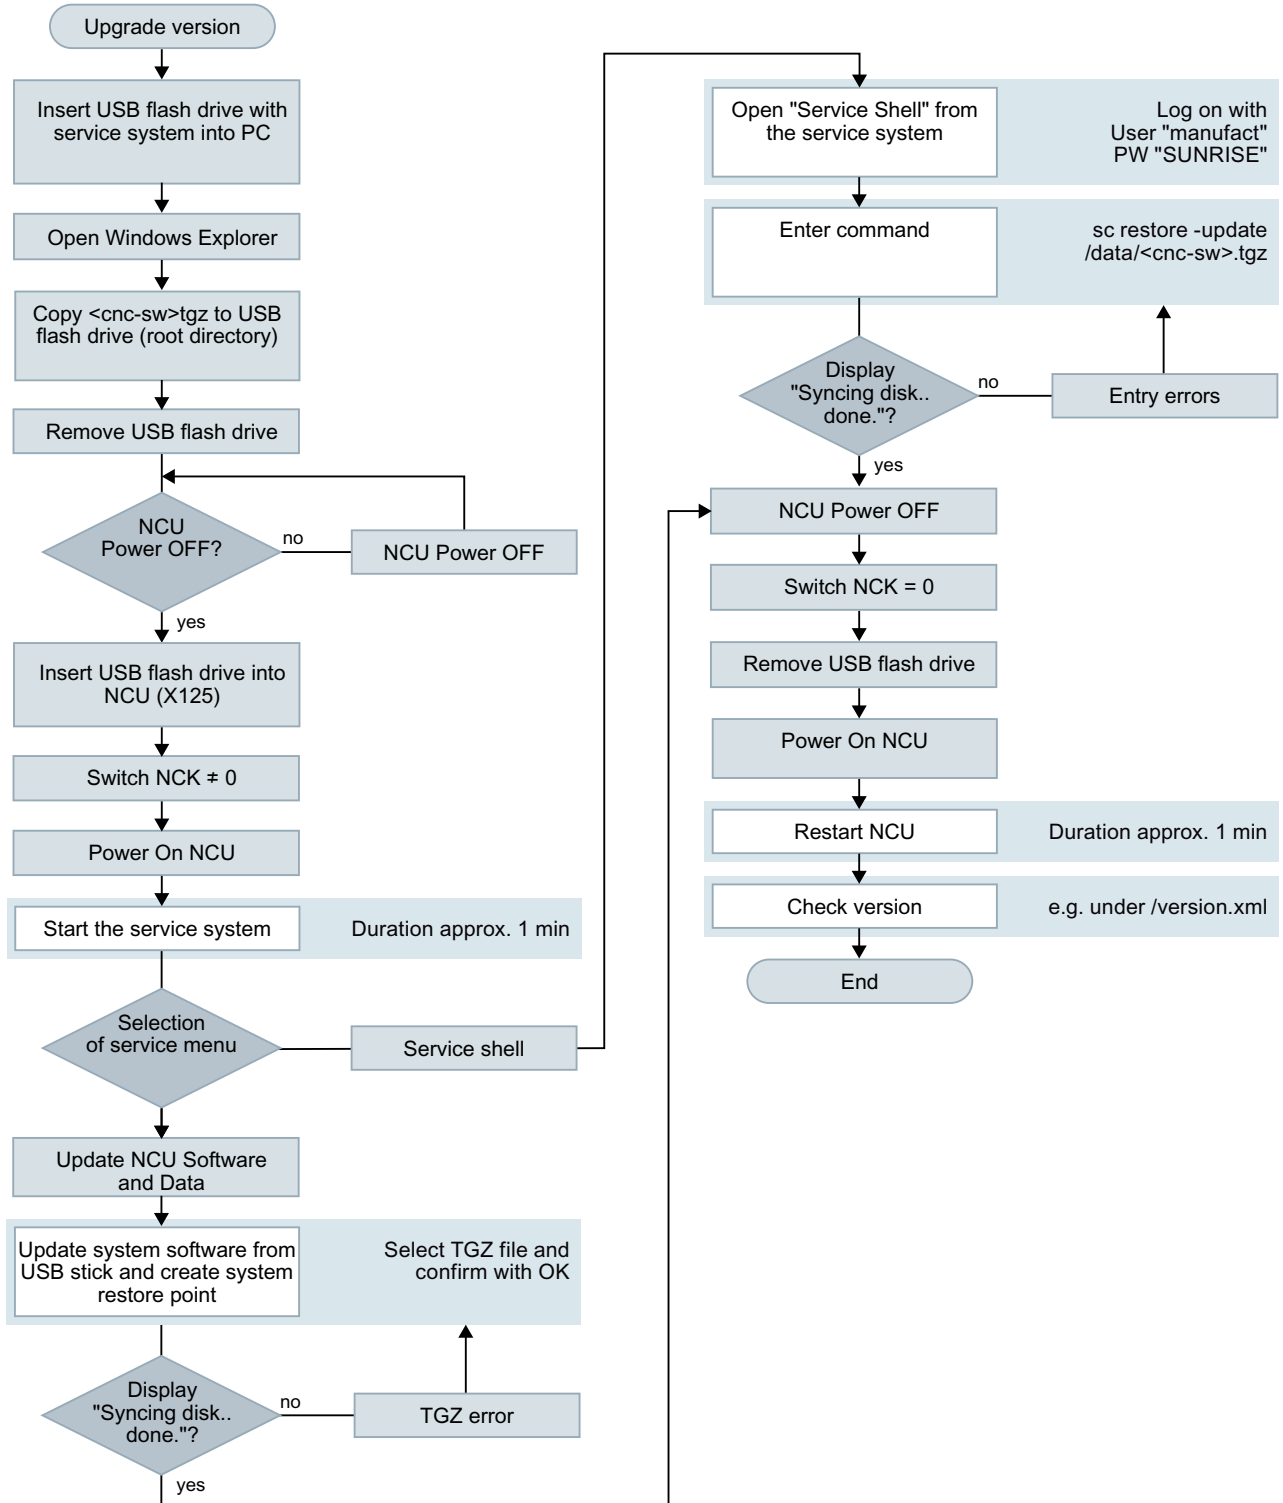 Upgrade version
Insert USB flash drive with
service system into PC
Open Windows Explorer
Copy <cnc-sw>tgz to USB
flash drive (root directory)
Remove USB flash drive
NCU
Power OFF?
no
NCU Power OFF
yes
Insert USB flash drive into
NCU (X125)
Switch NCK ≠ 0
Power On NCU
Start the service system
Duration approx. 1 min
Selection
of service menu
Service shell
Update NCU Software
and Data
Update system software from
USB stick and create system
restore point
Select TGZ file and
confirm with OK
Display
"Syncing disk..
done."?
no
TGZ error
yes
Open "Service Shell" from
the service system
Log on with
User "manufact"
PW "SUNRISE"
Enter command
sc restore -update
/data/<cnc-sw>.tgz
Display
"Syncing disk..
done."?
no
Entry errors
yes
NCU Power OFF
Switch NCK = 0
Remove USB flash drive
Power On NCU
Restart NCU
Duration approx. 1 min
Check version
e.g. under /version.xml
End